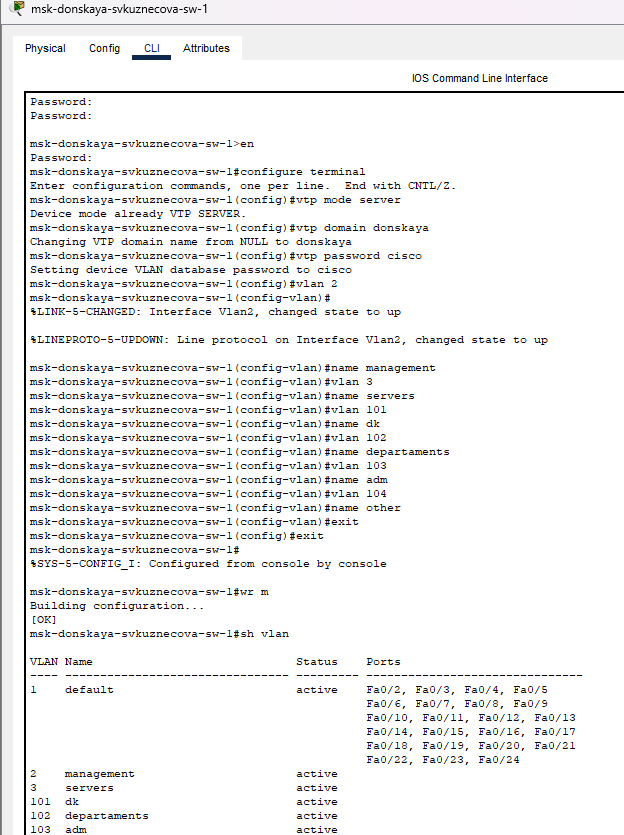 msk-donskaya-svkuznecova-sw-1
Physical Config CLI Attributes
IOS Command Line Interface
Password:
Password:
msk-donskaya-svkuznecova-sw-1>en
Password:
msk-donskaya-svkuznecova-sw-1#configure terminal
Enter configuration commands, one per line.  End with CNTL/Z.
msk-donskaya-svkuznecova-sw-1(config)#vtp mode server
Device mode already VTP SERVER.
msk-donskaya-svkuznecova-sw-1(config)#vtp domain donskaya
Changing VTP domain name from NULL to donskaya
msk-donskaya-svkuznecova-sw-1(config)#vtp password cisco
Setting device VLAN database password to cisco
msk-donskaya-svkuznecova-sw-1(config)#vlan 2
msk-donskaya-svkuznecova-sw-1(config-vlan)#
%LINK-5-CHANGED: Interface Vlan2, changed state to up
%LINEPROTO-5-UPDOWN: Line protocol on Interface Vlan2, changed state to up
msk-donskaya-svkuznecova-sw-1(config-vlan)#name management
msk-donskaya-svkuznecova-sw-1(config-vlan)#vlan 3
msk-donskaya-svkuznecova-sw-1(config-vlan)#name servers
msk-donskaya-svkuznecova-sw-1(config-vlan)#vlan 101
msk-donskaya-svkuznecova-sw-1(config-vlan)#name dk
msk-donskaya-svkuznecova-sw-1(config-vlan)#vlan 102
msk-donskaya-svkuznecova-sw-1(config-vlan)#name departaments
msk-donskaya-svkuznecova-sw-1(config-vlan)#vlan 103
msk-donskaya-svkuznecova-sw-1(config-vlan)#name adm
msk-donskaya-svkuznecova-sw-1(config-vlan)#vlan 104
msk-donskaya-svkuznecova-sw-1(config-vlan)#name other
msk-donskaya-svkuznecova-sw-1(config-vlan)#exit
msk-donskaya-svkuznecova-sw-1(config)#exit
msk-donskaya-svkuznecova-sw-1#
%SYS-5-CONFIG_I: Configured from console by console
msk-donskaya-svkuznecova-sw-1#wr m
Building configuration...
[OK]
msk-donskaya-svkuznecova-sw-1#sh vlan
VLAN Name                             Status    Ports
---- -------------------------------- --------- -------------------------------
1    default                          active    Fa0/2, Fa0/3, Fa0/4, Fa0/5
                                                Fa0/6, Fa0/7, Fa0/8, Fa0/9
                                                Fa0/10, Fa0/11, Fa0/12, Fa0/13
                                                Fa0/14, Fa0/15, Fa0/16, Fa0/17
                                                Fa0/18, Fa0/19, Fa0/20, Fa0/21
                                                Fa0/22, Fa0/23, Fa0/24
2    management                       active
3    servers                          active
101  dk                               active
102  departaments                     active
103  adm                              active